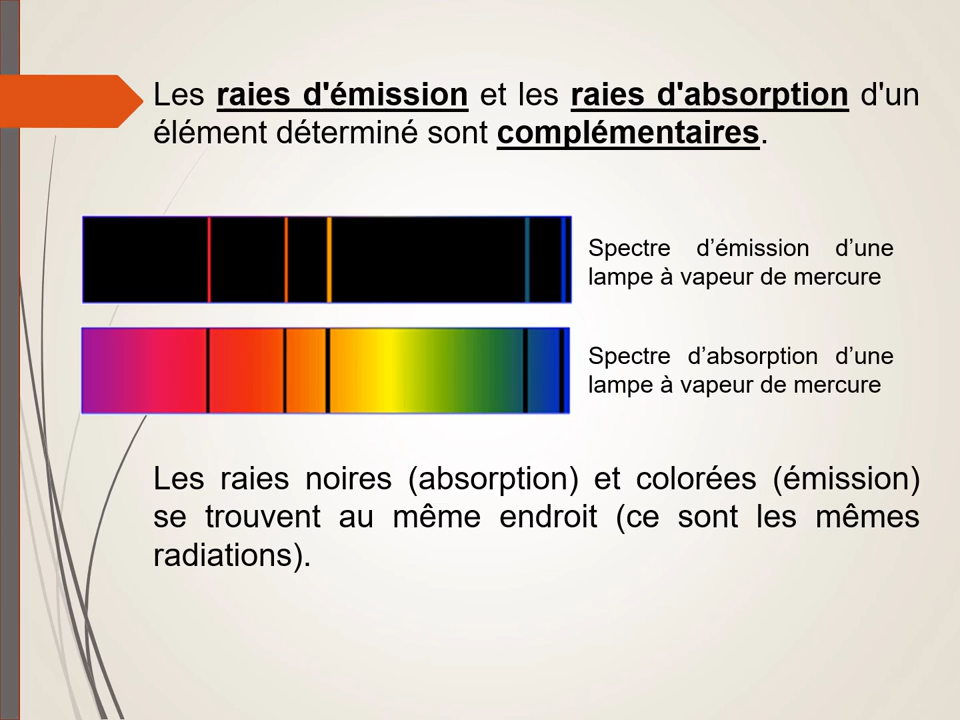 Les raies d'émission et les raies d'absorption d'un
élément déterminé sont complémentaires.
Spectre d’émission d’une
lampe à vapeur de mercure
Spectre d’absorption d’une
lampe à vapeur de mercure
Les raies noires (absorption) et colorées (émission)
se trouvent au même endroit (ce sont les mêmes
radiations).